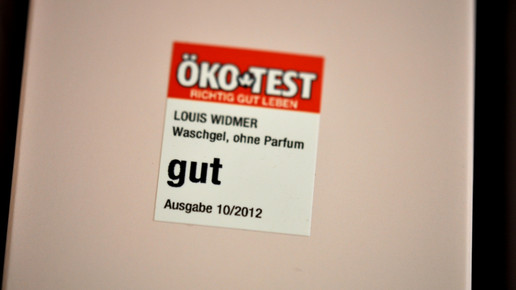 ÖKO TEST
RICHTIG GUT LEBEN
LOUIS WIDMER
Waschgel, ohne Parfum
gut
Ausgabe 10/2012